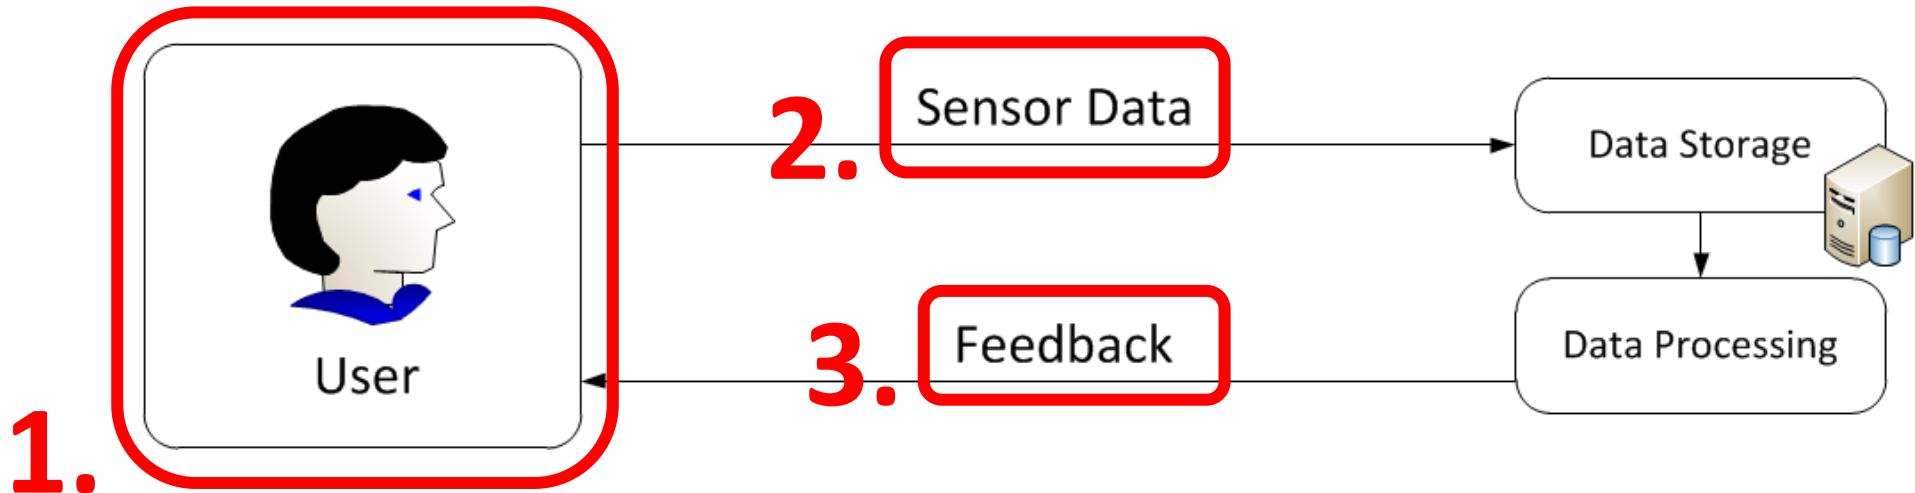 1.
User
2.
Sensor Data
Data Storage
3.
Feedback
Data Processing